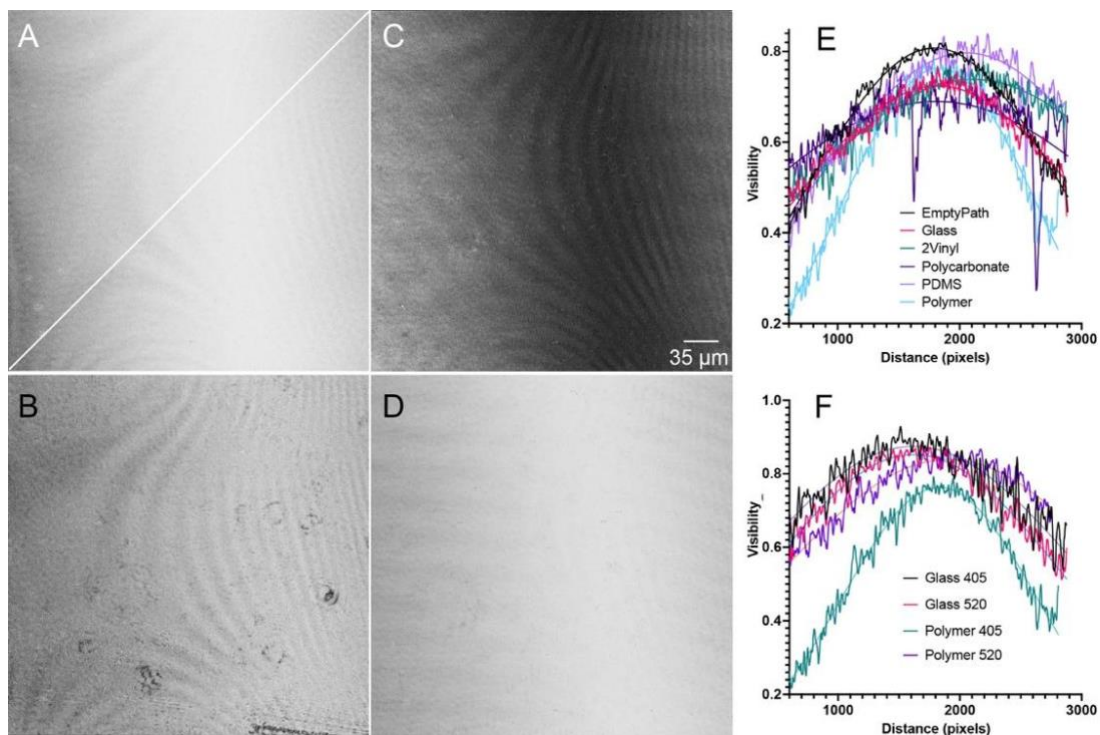 A
C
35 µm
B
D
E
0.8
0.6
0.4
0.2
Visibility
EmptyPath
Glass
2Vinyl
Polycarbonate
PDMS
Polymer
1000 2000 3000
Distance (pixels)
F
1.0
0.8
0.6
0.4
0.2
Visibility_
Glass 405
Glass 520
Polymer 405
Polymer 520
1000 2000 3000
Distance (pixels)